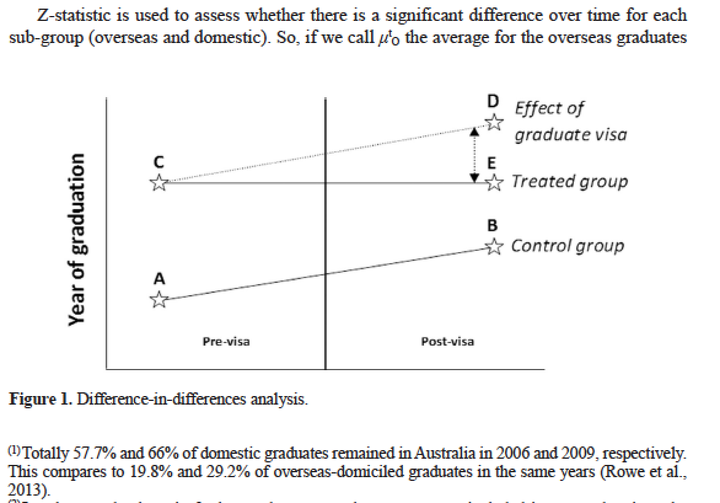 Z-statistic is used to assess whether there is a significant difference over time for each
sub-group (overseas and domestic). So, if we call μᵗₒ the average for the overseas graduates
D
Effect of
graduate visa
C
E
Treated group
B
Control group
A
Year of graduation
Pre-visa
Post-visa
Figure 1. Difference-in-differences analysis.
(1)Totally 57.7% and 66% of domestic graduates remained in Australia in 2006 and 2009, respectively.
This compares to 19.8% and 29.2% of overseas-domiciled graduates in the same years (Rowe et al.,
2013).